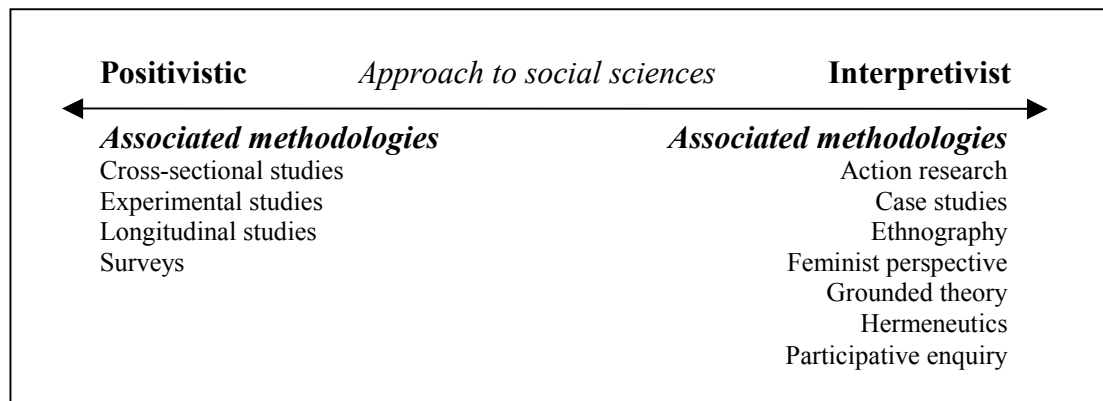 Positivistic Approach to social sciences Interpretivist
Associated methodologies Associated methodologies
Cross-sectional studies Action research
Experimental studies Case studies
Longitudinal studies Ethnography
Surveys Feminist perspective
Grounded theory
Hermeneutics
Participative enquiry